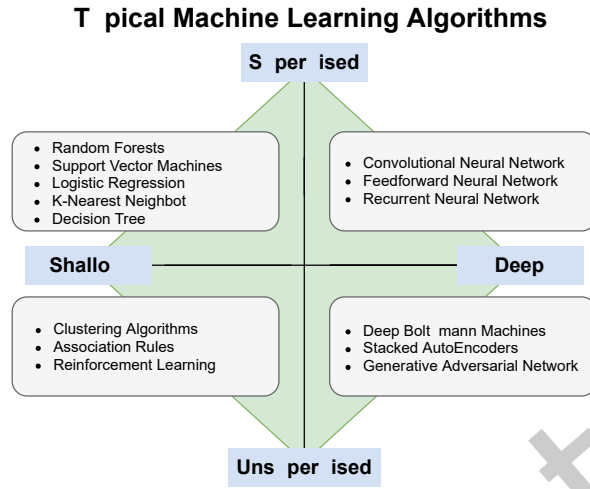 T pical Machine Learning Algorithms
S per ised
Random Forests
Support Vector Machines
Logistic Regression
K-Nearest Neighbot
Decision Tree
Convolutional Neural Network
Feedforward Neural Network
Recurrent Neural Network
Shallo
Deep
Clustering Algorithms
Association Rules
Reinforcement Learning
Deep Bolt mann Machines
Stacked AutoEncoders
Generative Adversarial Network
Uns per ised